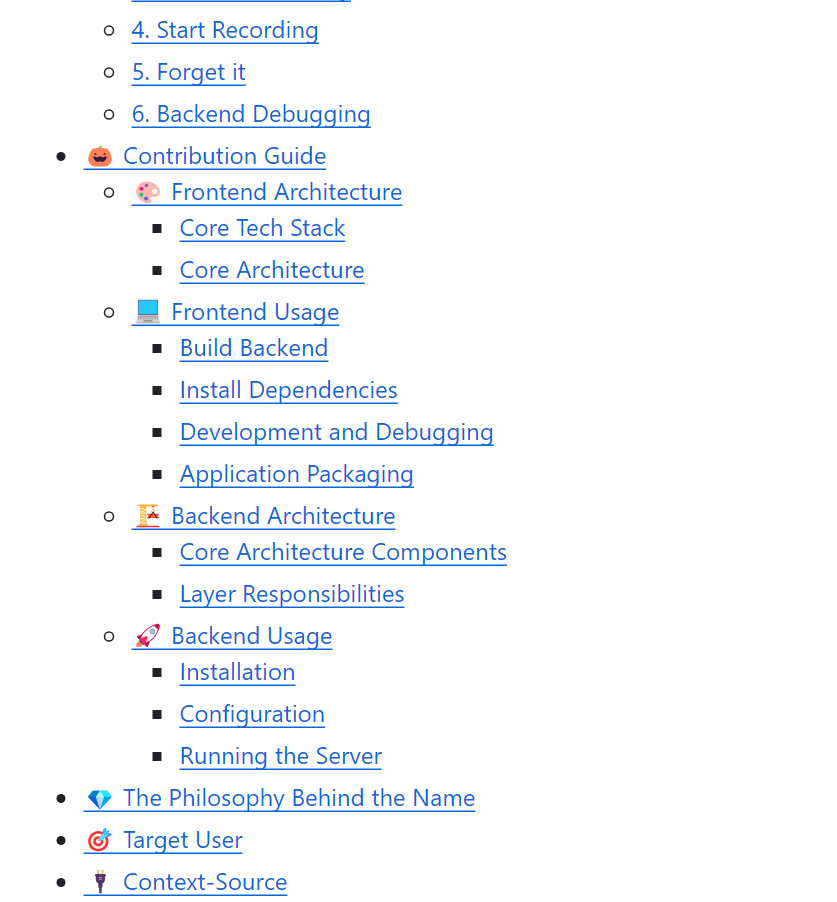 4. Start Recording
5. Forget it
6. Backend Debugging
🎃 Contribution Guide
🎨 Frontend Architecture
Core Tech Stack
Core Architecture
💻 Frontend Usage
Build Backend
Install Dependencies
Development and Debugging
Application Packaging
🏗️ Backend Architecture
Core Architecture Components
Layer Responsibilities
🚀 Backend Usage
Installation
Configuration
Running the Server
💎 The Philosophy Behind the Name
🎯 Target User
🔌 Context-Source